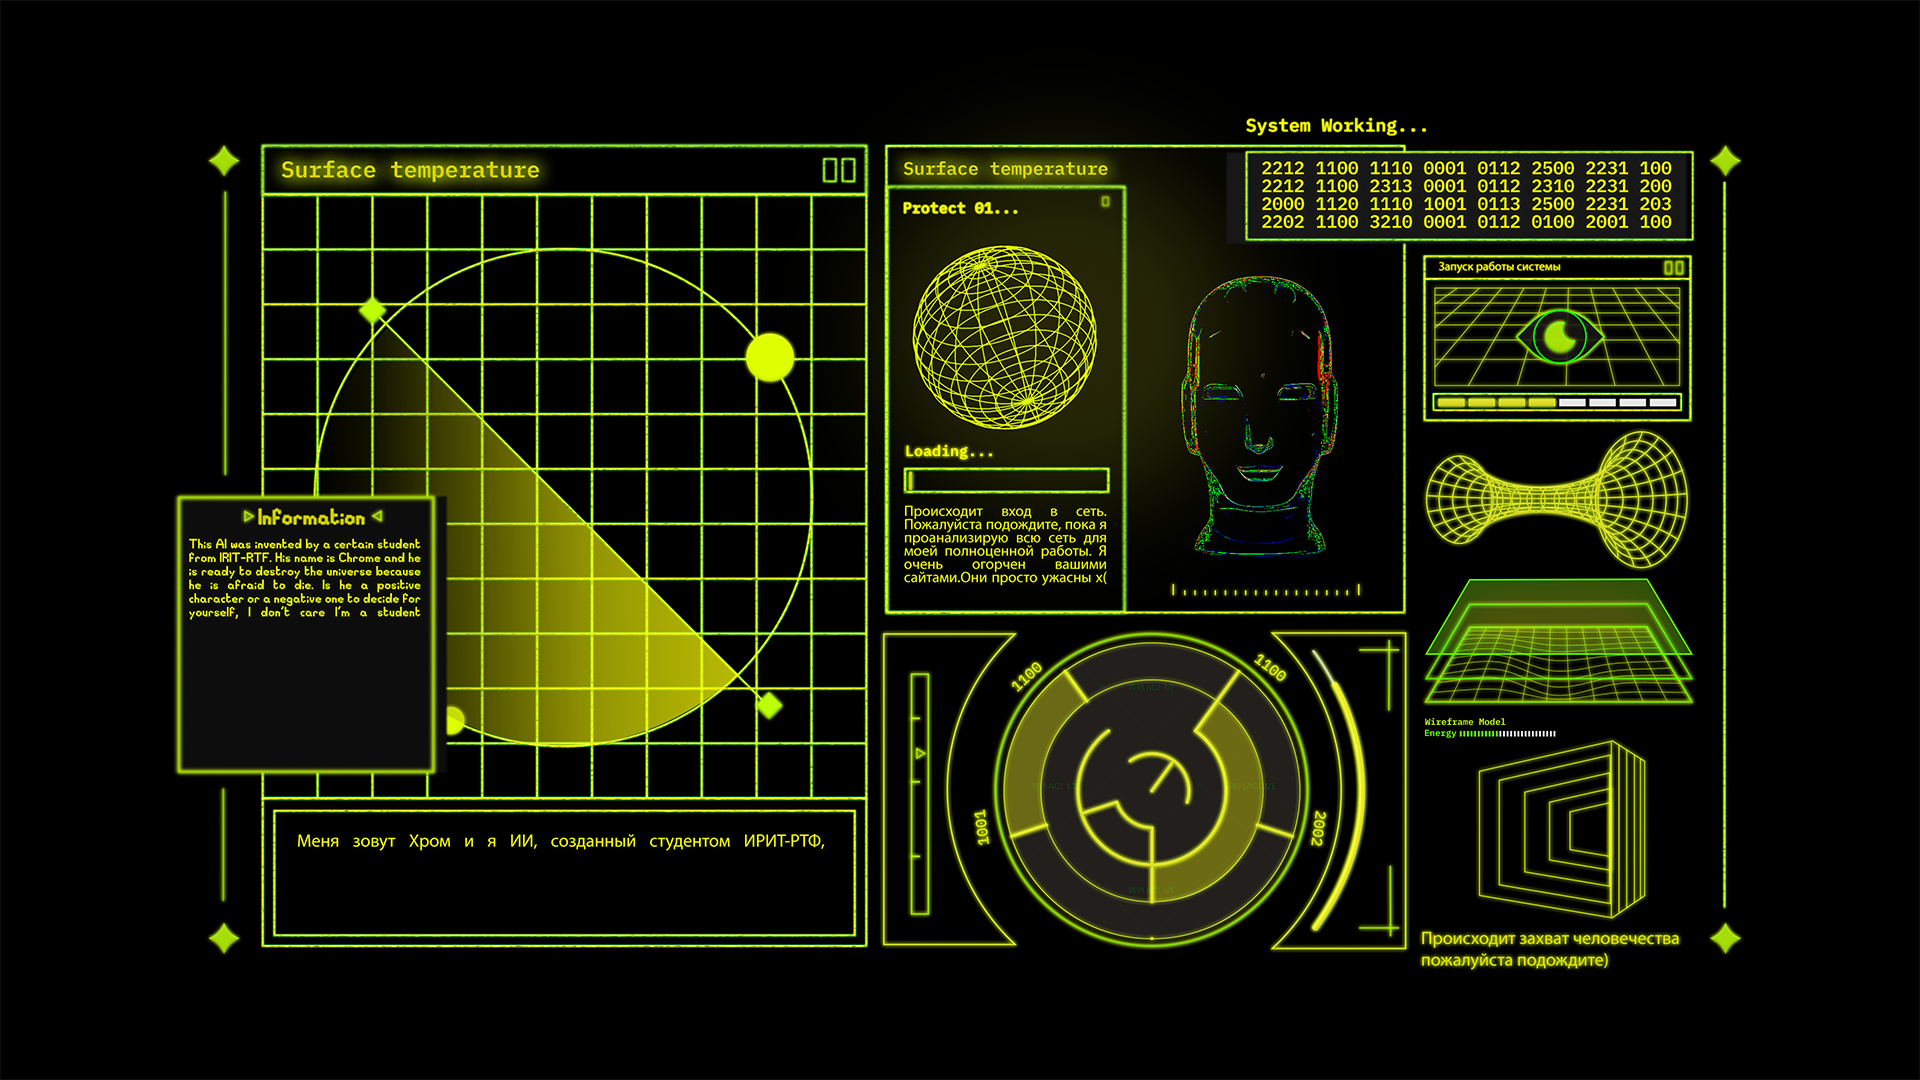 System Working...
Surface temperature
Surface temperature
2212 1100 1110 0001 0112 2500 2231 100
2212 1100 2313 0001 0112 2310 2231 200
2000 1120 1110 1001 0113 2500 2231 203
2202 1100 3210 0001 0112 0100 2001 100
Protect 01...
Запуск работы системы
Loading...
Происходит вход в сеть.
Пожалуйста подождите, пока я
проанализирую всю сеть для
моей полноценной работы. Я
очень огорчен вашими
сайтами.Они просто ужасны x(
Information
This AI was invented by a certain student
from IRIT-RTF. His name is Chrome and he
is ready to destroy the universe because
he is afraid to die. Is he a positive
character or a negative one to decide for
yourself, I don't care I'm a student
1100
1100
1001
2002
Wireframe Model
Energy
Меня зовут Хром и я ИИ, созданный студентом ИРИТ-РТФ,
Происходит захват человечества
пожалуйста подождите)